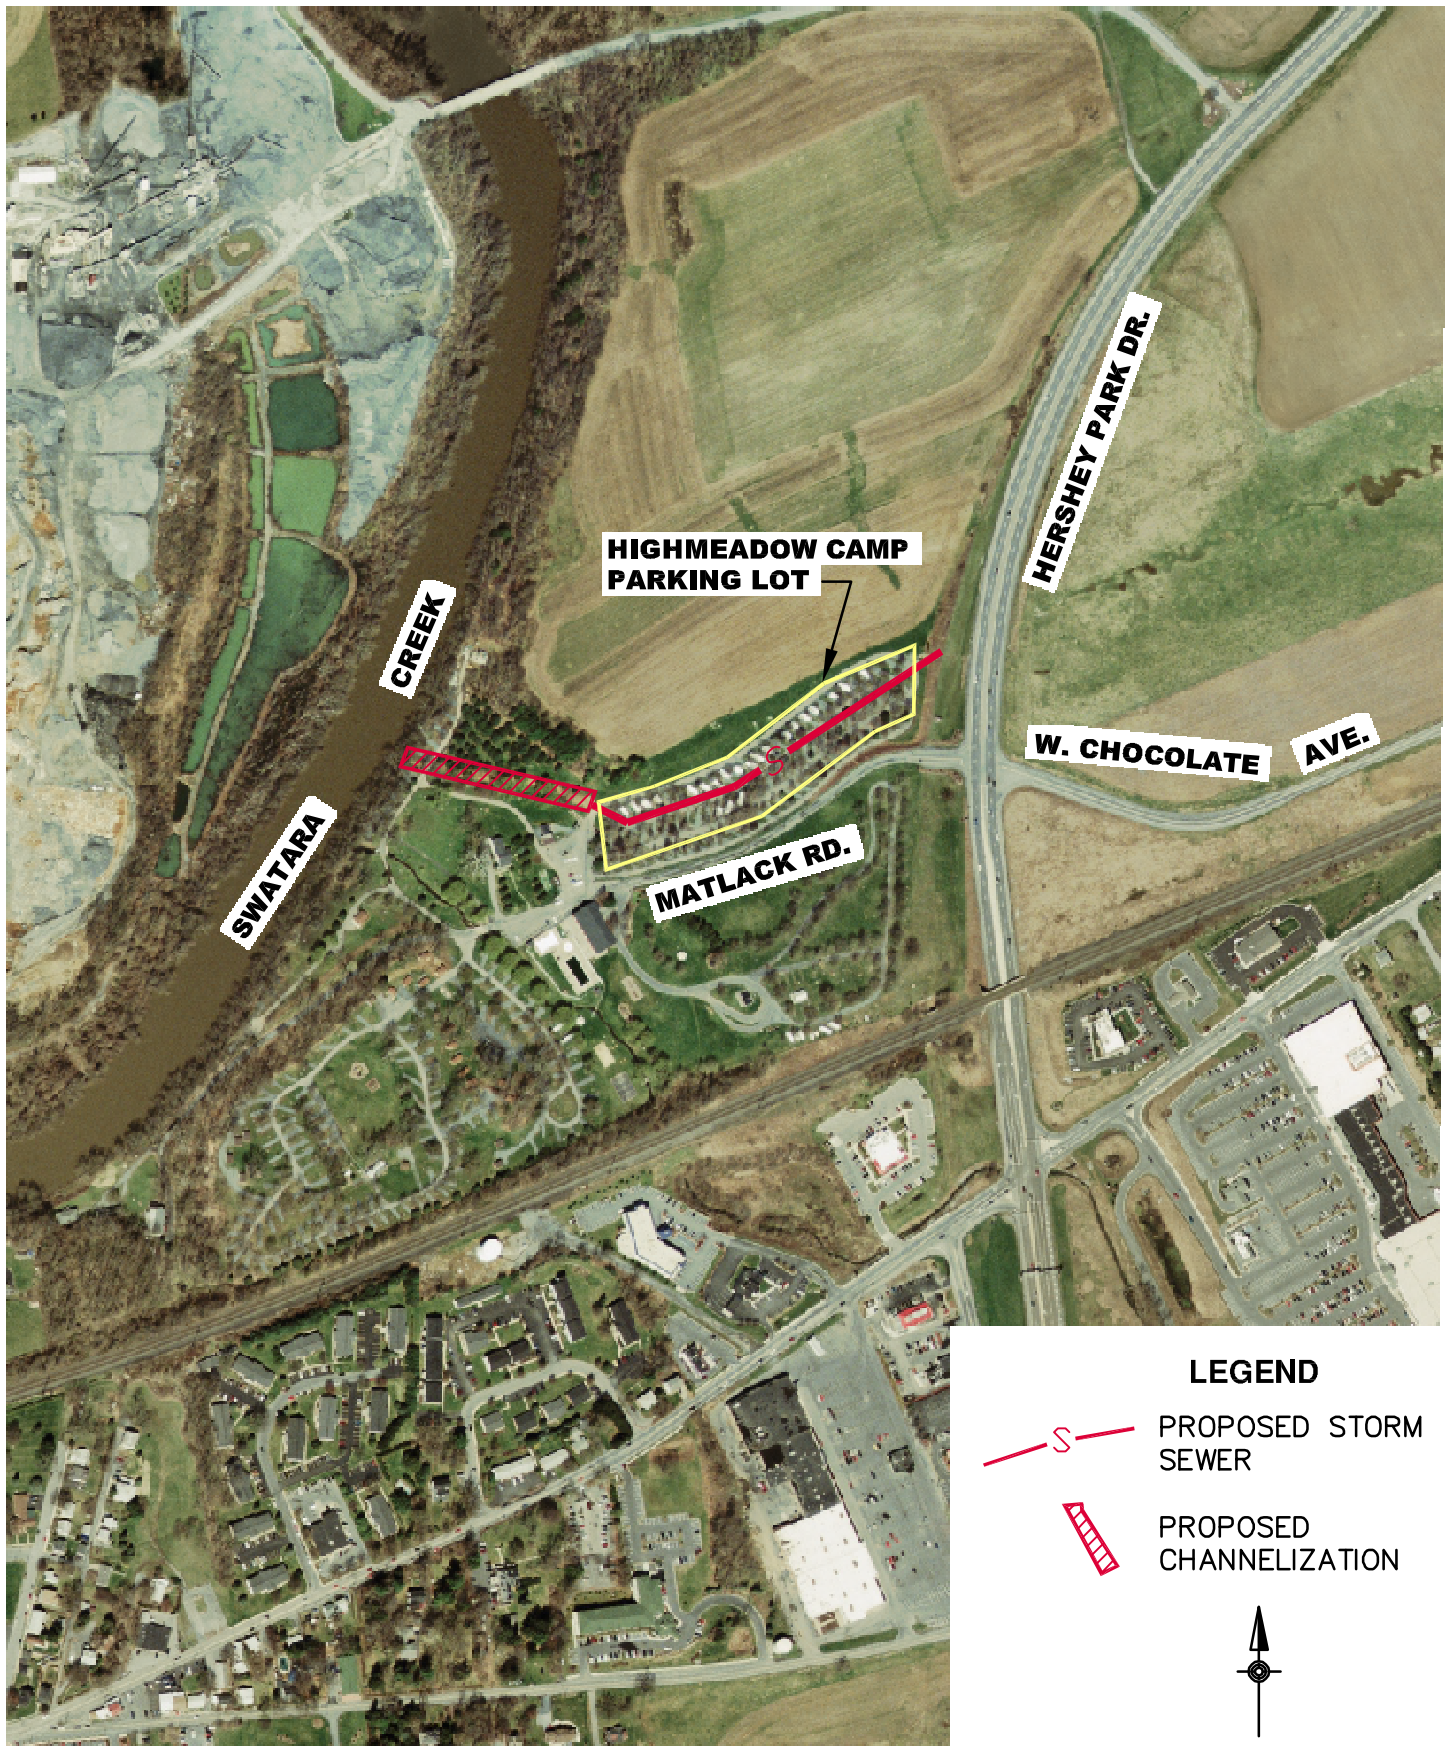 HERSHEY PARK DR.
HIGHMEADOW CAMP
PARKING LOT
CREEK
W. CHOCOLATE
AVE.
S
SWATARA
MATLACK RD.
LEGEND
S
PROPOSED STORM
SEWER
PROPOSED
CHANNELIZATION